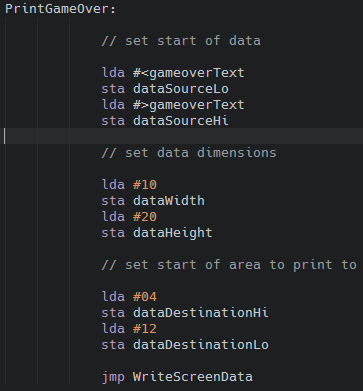 PrintGameOver:
// set start of data
lda #<gameoverText
sta dataSourceLo
lda #>gameoverText
sta dataSourceHi
// set data dimensions
lda #10
sta dataWidth
lda #20
sta dataHeight
// set start of area to print to
lda #04
sta dataDestinationHi
lda #12
sta dataDestinationLo
jmp WriteScreenData